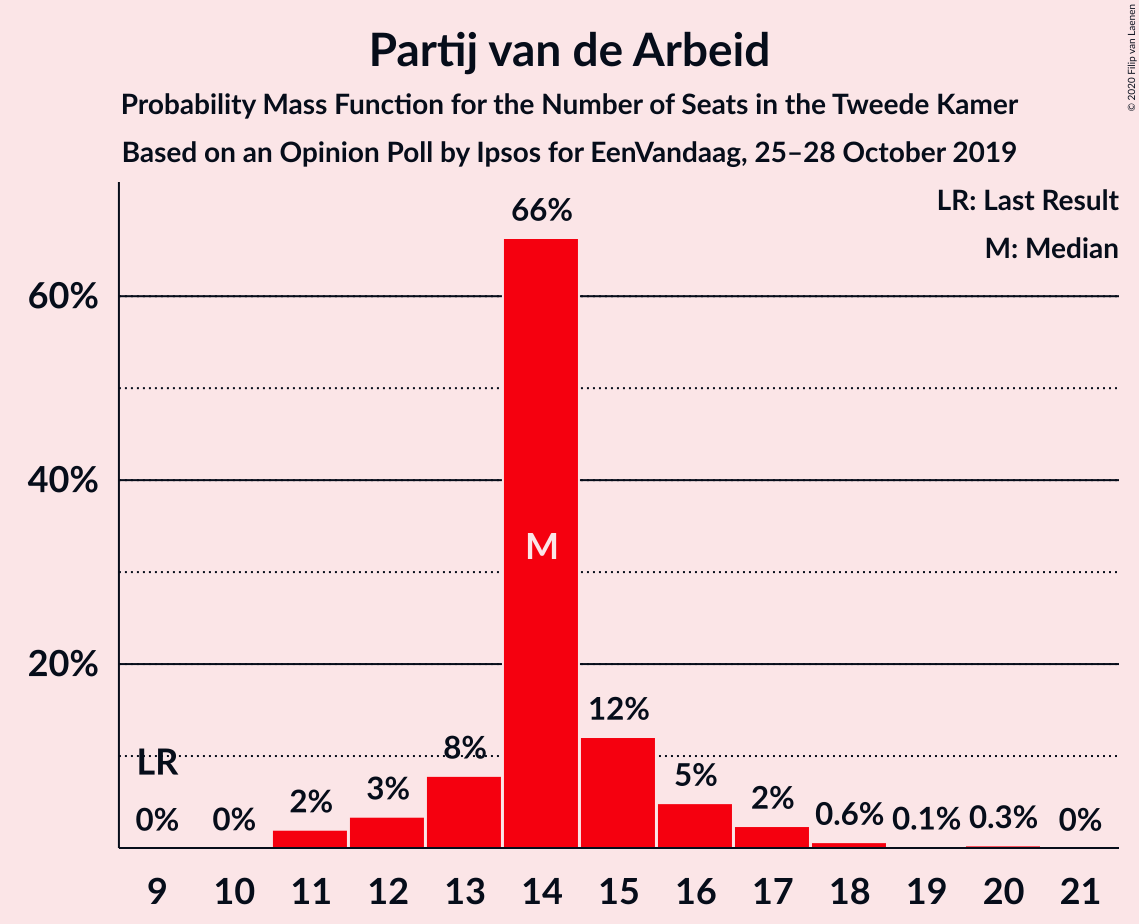 Partij van de Arbeid
Probability Mass Function for the Number of Seats in the Tweede Kamer
Based on an Opinion Poll by Ipsos for EenVandaag, 25–28 October 2019
© 2020 Filip van Laenen
LR: Last Result
M: Median
66%
60%
40%
M
20%
12%
LR
8%
5%
3%
2%
2%
0%
0%
0.6%
0.1%
0.3%
0%
9 10 11 12 13 14 15 16 17 18 19 20 21